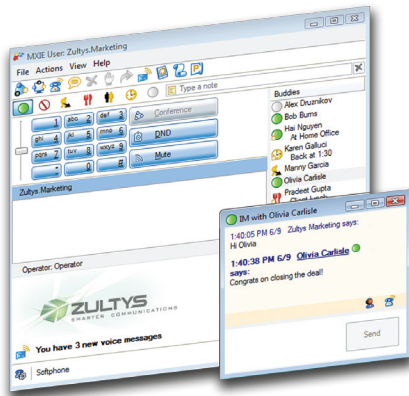 MXIE User: Zultys.Marketing
File Actions View Help
Type a note
1 abc 2 def 3
ghi 4 jkl 5 mno 6
pqrs 7 tuv 8 wxyz 9
* 0 #
Conference
DND
Mute
Buddies
Alex Druznikov
Bob Burns
Hai Nguyen
At Home Office
Karen Gallucci
Back at 1:30
Manny Garcia
Olivia Carlisle
Pradeet Gupta
Zultys.Marketing
Operator: Operator
ZULTYS
SMARTER COMMUNICATIONS
You have 3 new voice messages
Softphone
IM with Olivia Carlisle
1:40:05 PM 6/9 Zultys Marketing says:
Hi Olivia
1:40:38 PM 6/9 Olivia Carlisle
says:
Congrats on closing the deal!
Send